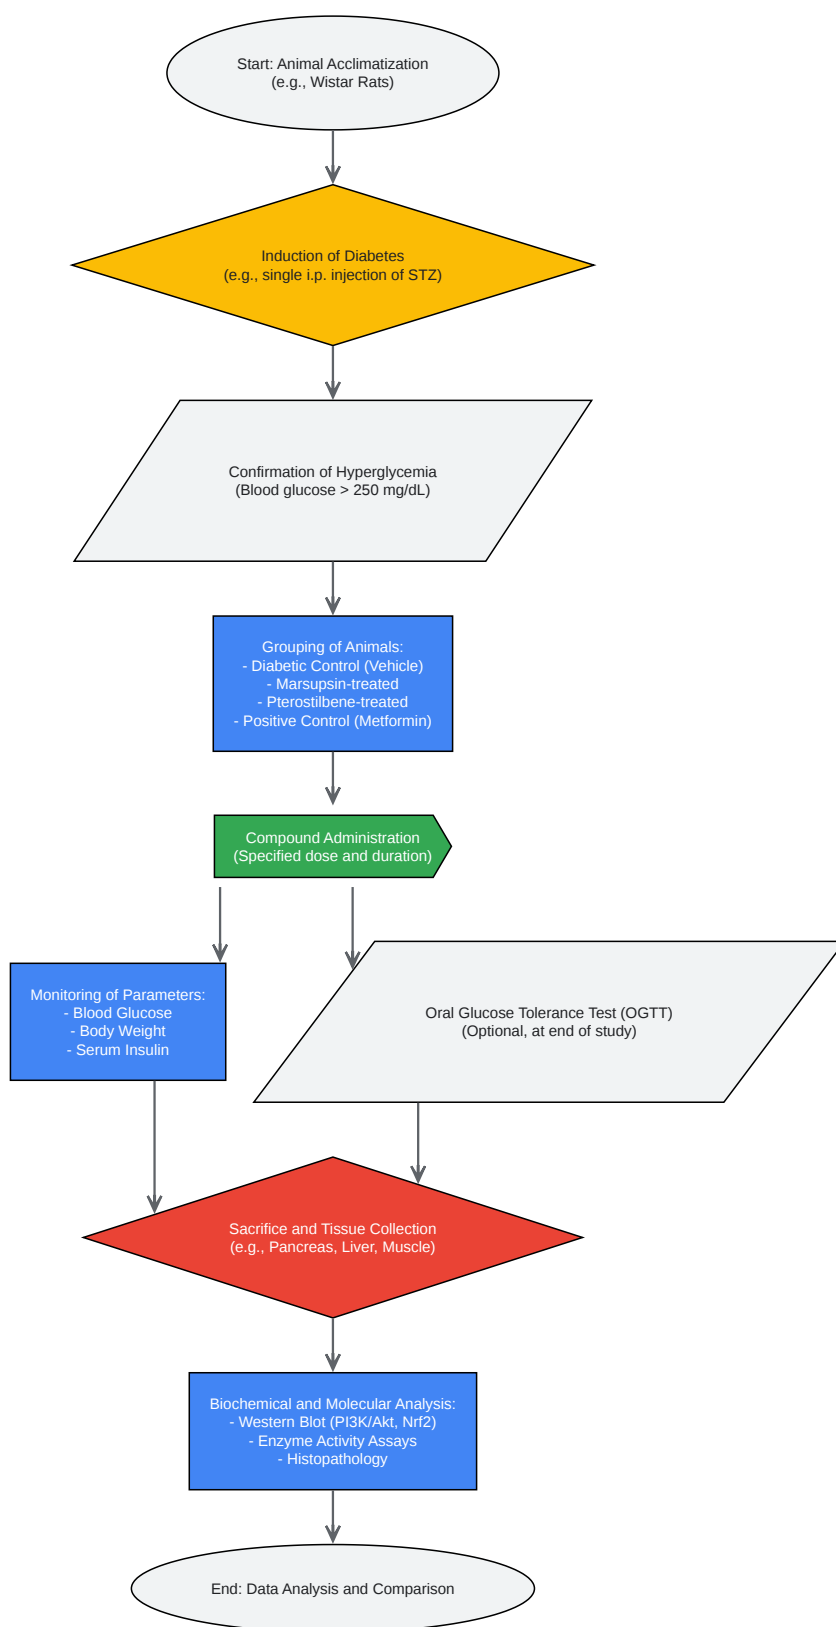 Start: Animal Acclimatization
(e.g., Wistar Rats)
Induction of Diabetes
(e.g., single i.p. injection of STZ)
Confirmation of Hyperglycemia
(Blood glucose > 250 mg/dL)
Grouping of Animals:
- Diabetic Control (Vehicle)
- Marsupsin-treated
- Pterostilbene-treated
- Positive Control (Metformin)
Compound Administration
(Specified dose and duration)
Monitoring of Parameters:
- Blood Glucose
- Body Weight
- Serum Insulin
Oral Glucose Tolerance Test (OGTT)
(Optional, at end of study)
Sacrifice and Tissue Collection
(e.g., Pancreas, Liver, Muscle)
Biochemical and Molecular Analysis:
- Western Blot (PI3K/Akt, Nrf2)
- Enzyme Activity Assays
- Histopathology
End: Data Analysis and Comparison